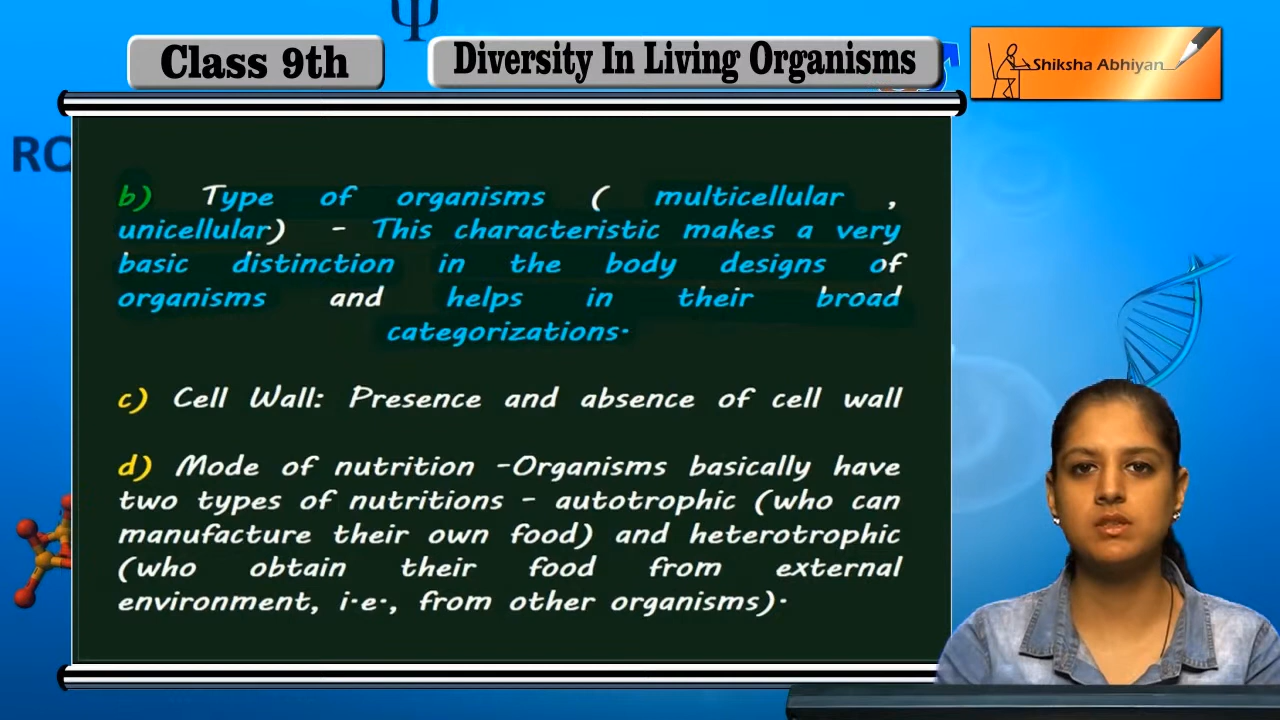 Ψ
Class 9th
Diversity In Living Organisms
Shiksha Abhiyan
RC
b) Type of organisms ( multicellular ,
unicellular) - This characteristic makes a very
basic distinction in the body designs of
organisms and helps in their broad
categorizations.
c) Cell Wall: Presence and absence of cell wall
d) Mode of nutrition -Organisms basically have
two types of nutritions - autotrophic (who can
manufacture their own food) and heterotrophic
(who obtain their food from external
environment, i.e., from other organisms).